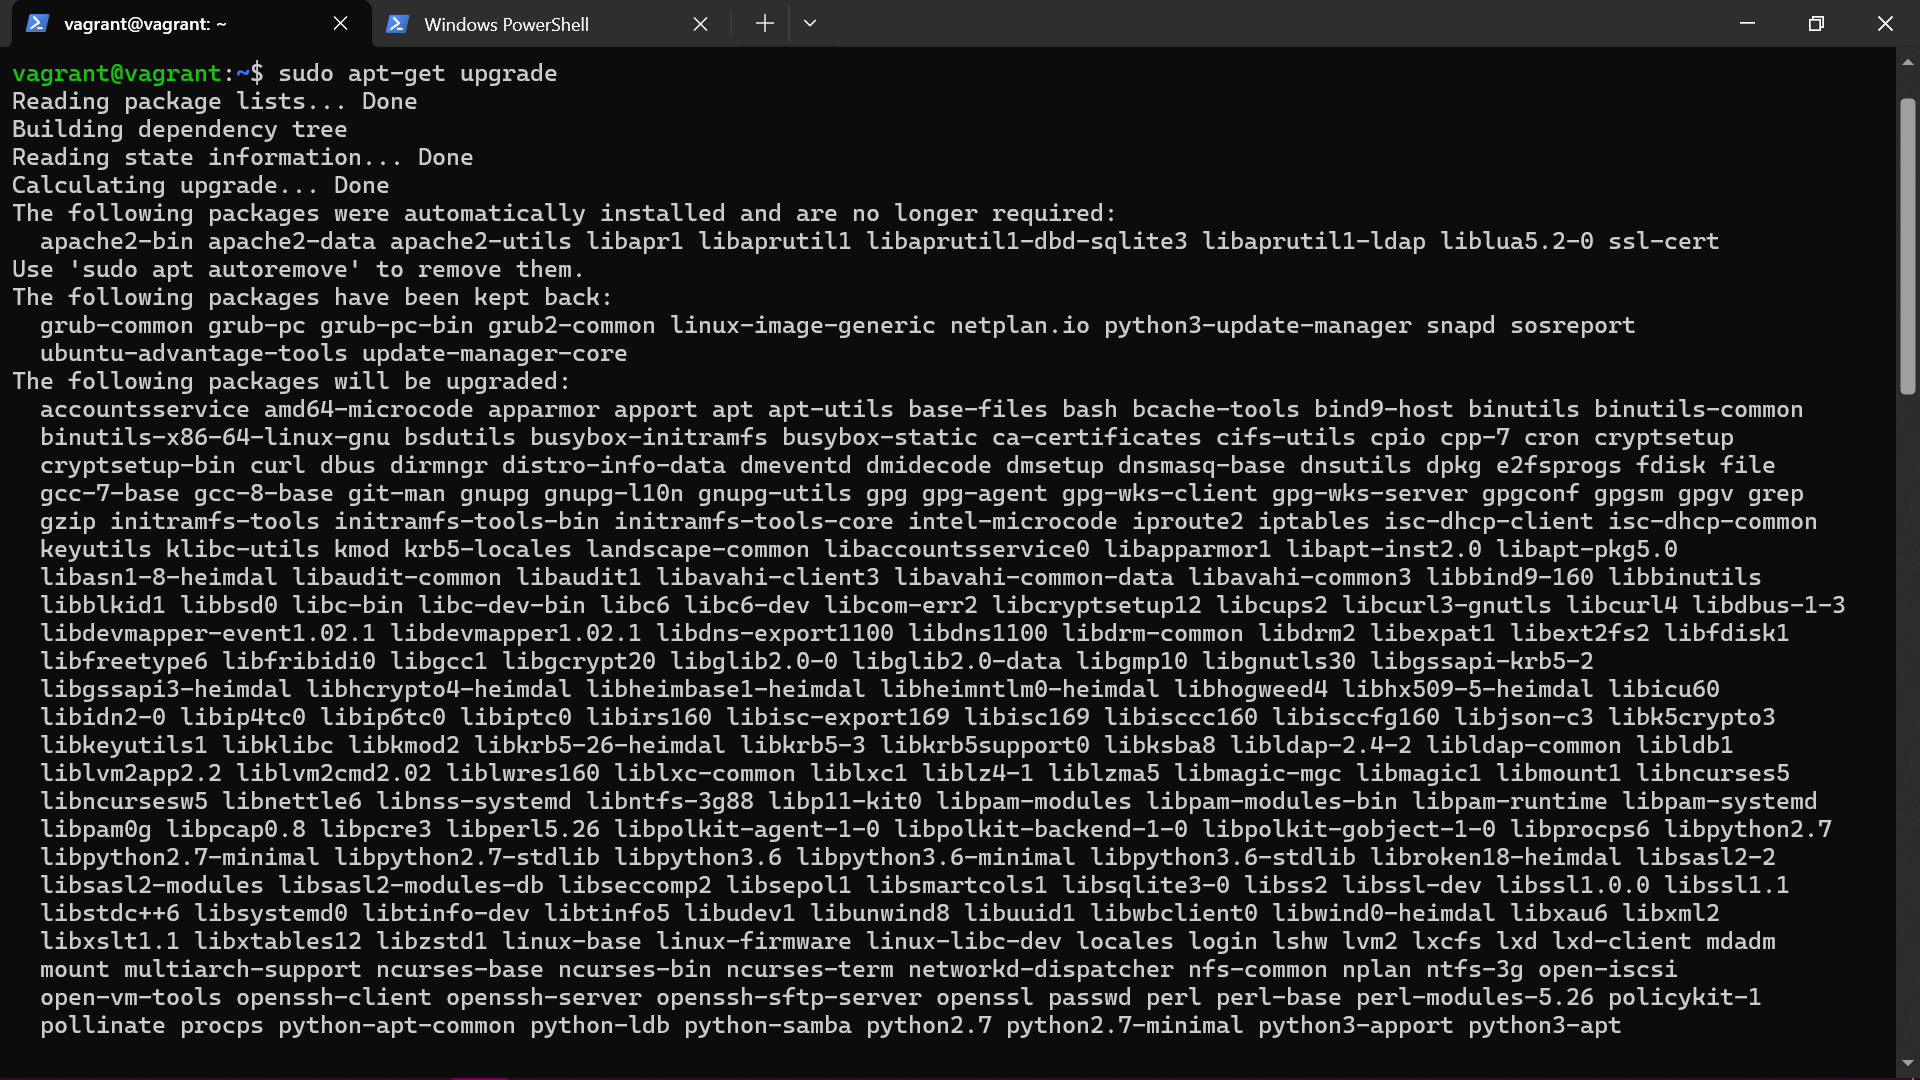 vagrant@vagrant: ~
Windows PowerShell
vagrant@vagrant:~$ sudo apt-get upgrade
Reading package lists... Done
Building dependency tree
Reading state information... Done
Calculating upgrade... Done
The following packages were automatically installed and are no longer required:
apache2-bin apache2-data apache2-utils libapr1 libaprutil1 libaprutil1-dbd-sqlite3 libaprutil1-ldap liblua5.2-0 ssl-cert
Use 'sudo apt autoremove' to remove them.
The following packages have been kept back:
grub-common grub-pc grub-pc-bin grub2-common linux-image-generic netplan.io python3-update-manager snapd sosreport
ubuntu-advantage-tools update-manager-core
The following packages will be upgraded:
accountsservice amd64-microcode apparmor apport apt apt-utils base-files bash bcache-tools bind9-host binutils binutils-common
binutils-x86-64-linux-gnu bsdutils busybox-initramfs busybox-static ca-certificates cifs-utils cpio cpp-7 cron cryptsetup
cryptsetup-bin curl dbus dirmngr distro-info-data dmeventd dmidecode dmsetup dnsmasq-base dnsutils dpkg e2fsprogs fdisk file
gcc-7-base gcc-8-base git-man gnupg gnupg-l10n gnupg-utils gpg gpg-agent gpg-wks-client gpg-wks-server gpgconf gpgsm gpgv grep
gzip initramfs-tools initramfs-tools-bin initramfs-tools-core intel-microcode iproute2 iptables isc-dhcp-client isc-dhcp-common
keyutils klibc-utils kmod krb5-locales landscape-common libaccountsservice0 libapparmor1 libapt-inst2.0 libapt-pkg5.0
libasn1-8-heimdal libaudit-common libaudit1 libavahi-client3 libavahi-common-data libavahi-common3 libbind9-160 libbinutils
libblkid1 libbsd0 libc-bin libc-dev-bin libc6 libc6-dev libcom-err2 libcryptsetup12 libcups2 libcurl3-gnutls libcurl4 libdbus-1-3
libdevmapper-event1.02.1 libdevmapper1.02.1 libdns-export1100 libdns1100 libdrm-common libdrm2 libexpat1 libext2fs2 libfdisk1
libfreetype6 libfribidi0 libgcc1 libgcrypt20 libglib2.0-0 libglib2.0-data libgmp10 libgnutls30 libgssapi-krb5-2
libgssapi3-heimdal libhcrypto4-heimdal libheimbase1-heimdal libheimntlm0-heimdal libhogweed4 libhx509-5-heimdal libicu60
libidn2-0 libip4tc0 libip6tc0 libiptc0 libirs160 libisc-export169 libisc169 libisccc160 libisccfg160 libjson-c3 libk5crypto3
libkeyutils1 libklibc libkmod2 libkrb5-26-heimdal libkrb5-3 libkrb5support0 libksba8 libldap-2.4-2 libldap-common libldb1
liblvm2app2.2 liblvm2cmd2.02 liblwres160 liblxc-common liblxc1 liblz4-1 liblzma5 libmagic-mgc libmagic1 libmount1 libncurses5
libncursesw5 libnettle6 libnss-systemd libntfs-3g88 libp11-kit0 libpam-modules libpam-modules-bin libpam-runtime libpam-systemd
libpam0g libpcap0.8 libpcre3 libperl5.26 libpolkit-agent-1-0 libpolkit-backend-1-0 libpolkit-gobject-1-0 libprocps6 libpython2.7
libpython2.7-minimal libpython2.7-stdlib libpython3.6 libpython3.6-minimal libpython3.6-stdlib libroken18-heimdal libsasl2-2
libsasl2-modules libsasl2-modules-db libseccomp2 libsepol1 libsmartcols1 libsqlite3-0 libss2 libssl-dev libssl1.0.0 libssl1.1
libstdc++6 libsystemd0 libtinfo-dev libtinfo5 libudev1 libunwind8 libuuid1 libwbclient0 libwind0-heimdal libxau6 libxml2
libxslt1.1 libxtables12 libzstd1 linux-base linux-firmware linux-libc-dev locales login lshw lvm2 lxcfs lxd lxd-client mdadm
mount multiarch-support ncurses-base ncurses-bin ncurses-term networkd-dispatcher nfs-common nplan ntfs-3g open-iscsi
open-vm-tools openssh-client openssh-server openssh-sftp-server openssl passwd perl perl-base perl-modules-5.26 policykit-1
pollinate procps python-apt-common python-ldb python-samba python2.7 python2.7-minimal python3-apport python3-apt